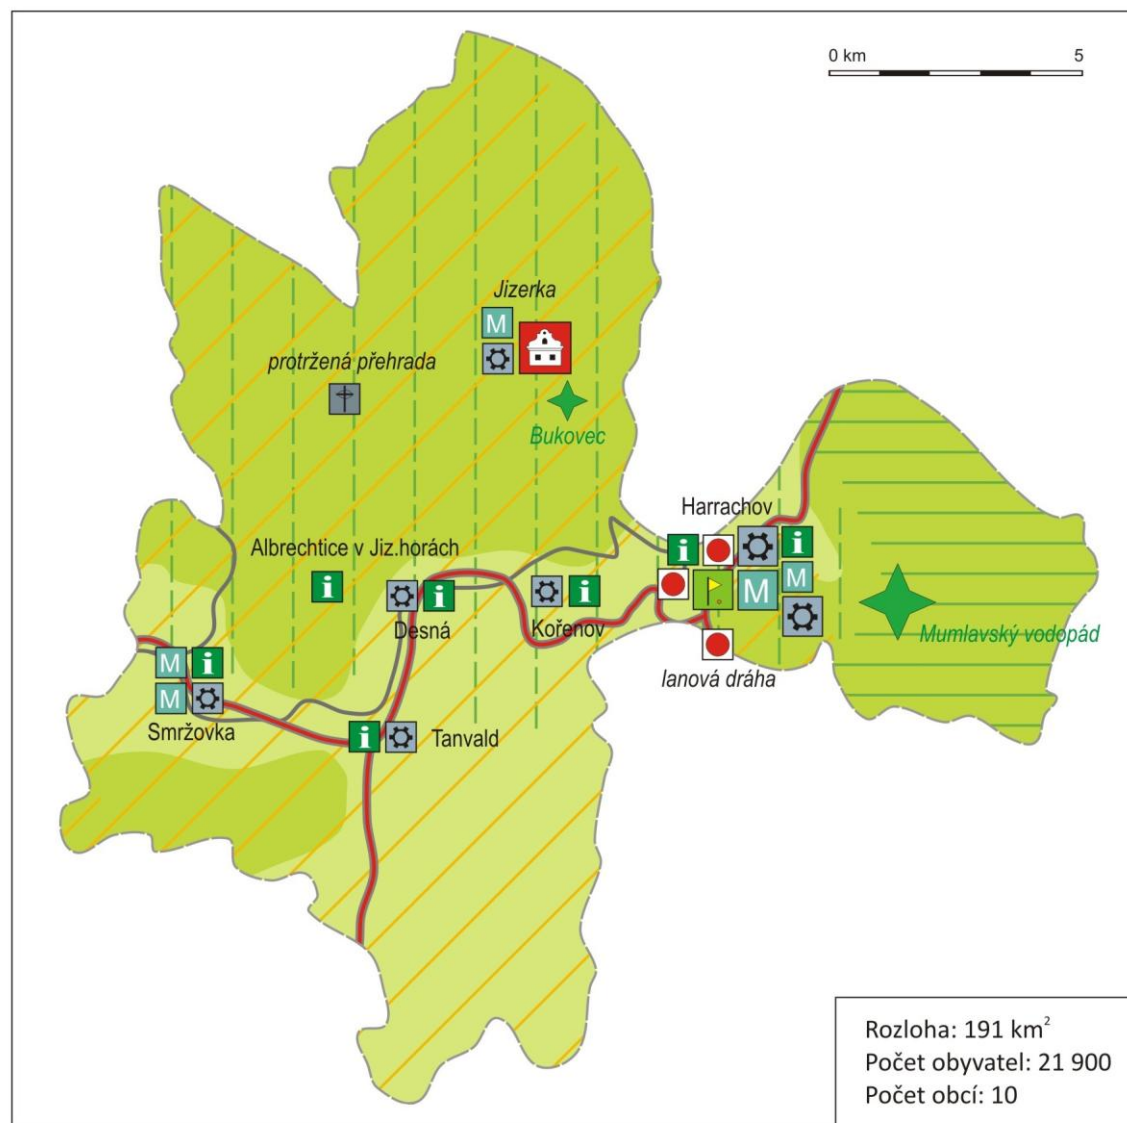 0 km 5
Jizerka
M
protržená přehrada
Bukovec
Harrachov
Albrechtice v Jiz.horách
i
i
i
M
M
i
Desná
i
Kořenov
i
Mumlavský vodopád
M
i
lanová dráha
M
Smržovka
i
Tanvald
Rozloha: 191 km²
Počet obyvatel: 21 900
Počet obcí: 10